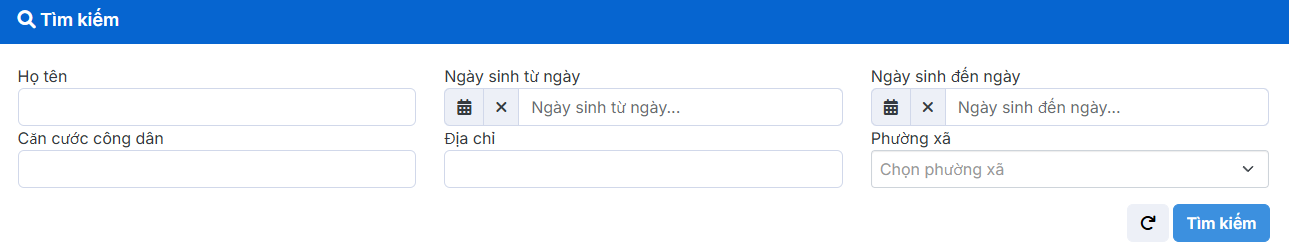 Tìm kiếm
Họ tên
Ngày sinh từ ngày
Ngày sinh đến ngày
Ngày sinh từ ngày...
Ngày sinh đến ngày...
Căn cước công dân
Địa chỉ
Phường xã
Chọn phường xã
Tìm kiếm